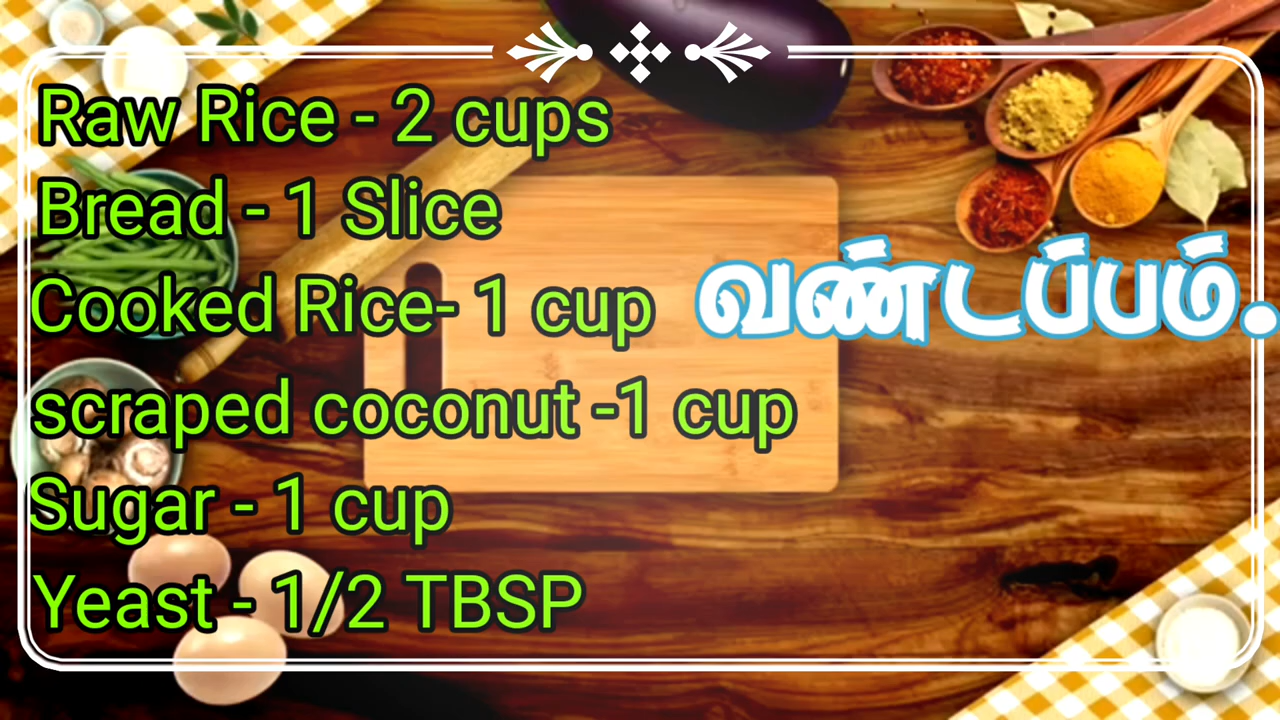 Raw Rice - 2 cups
Bread - 1 Slice
Cooked Rice- 1 cup
வண்டப்பம்.
scraped coconut -1 cup
Sugar - 1 cup
Yeast - 1/2 TBSP